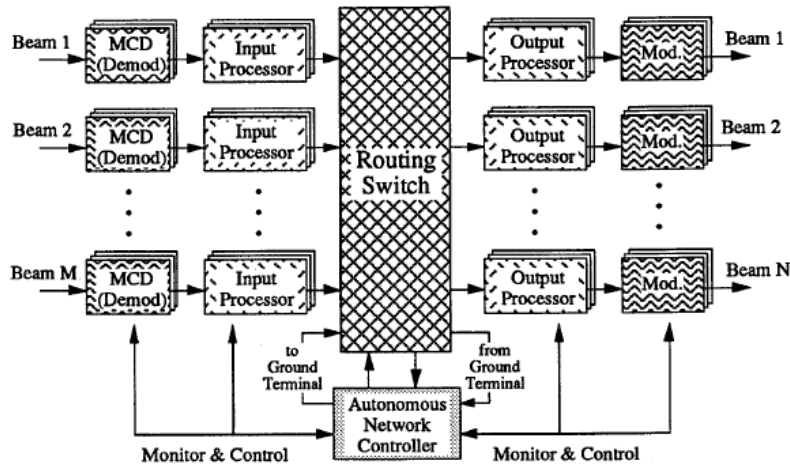 Beam 1
MCD
(Demod)
Input
Processor
Output
Processor
Mod.
Beam 1
Beam 2
MCD
(Demod)
Input
Processor
Routing
Switch
Output
Processor
Mod.
Beam 2
Beam M
MCD
(Demod)
Input
Processor
Output
Processor
Mod.
Beam N
to
Ground
Terminal
from
Ground
Terminal
Autonomous
Network
Controller
Monitor & Control
Monitor & Control